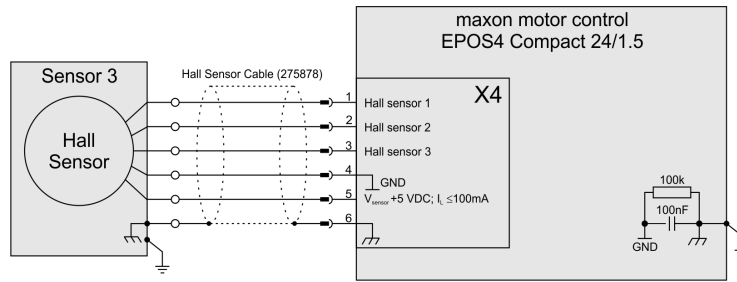 maxon motor control
EPOS4 Compact 24/1.5
Sensor 3
Hall Sensor Cable (275878)
X4
Hall
Sensor
1
Hall sensor 1
2
Hall sensor 2
3
Hall sensor 3
4
GND
5
Vsensor +5 VDC; IL ≤100mA
6
100k
100nF
GND